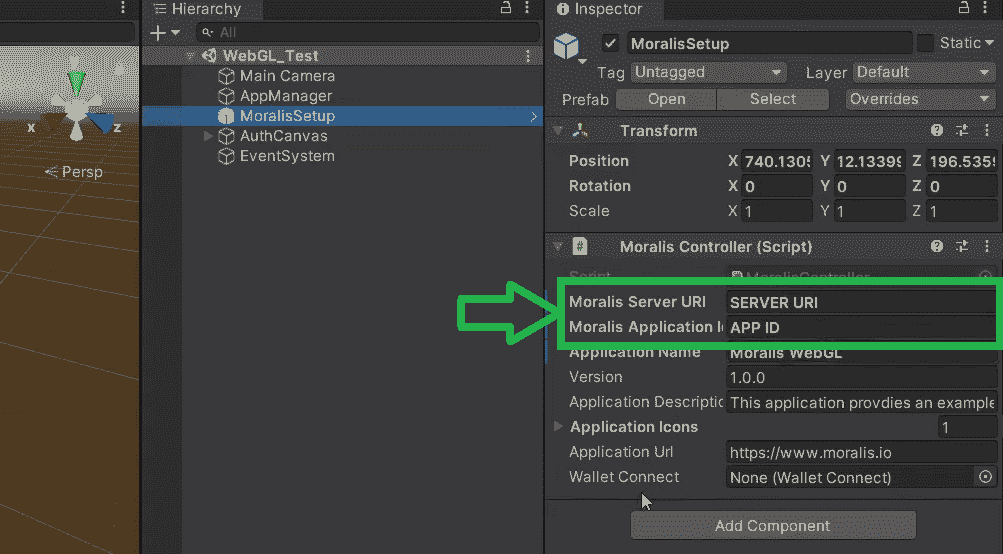 Hierarchy
All
WebGL_Test
Main Camera
AppManager
MoralisSetup
AuthCanvas
EventSystem
X Z
Persp
Inspector
MoralisSetup Static
Tag Untagged Layer Default
Prefab Open Select Overrides
Transform
Position X 740.1305 Y 12.13399 Z 196.5359
Rotation X 0 Y 0 Z 0
Scale X 1 Y 1 Z 1
# Moralis Controller (Script)
Script MoralisController
Moralis Server URI SERVER URI
Moralis Application I APP ID
Application Name Moralis WebGL
Version 1.0.0
Application Descriptic This application provdies an example
Application Icons 1
Application Url https://www.moralis.io
Wallet Connect None (Wallet Connect)
Add Component